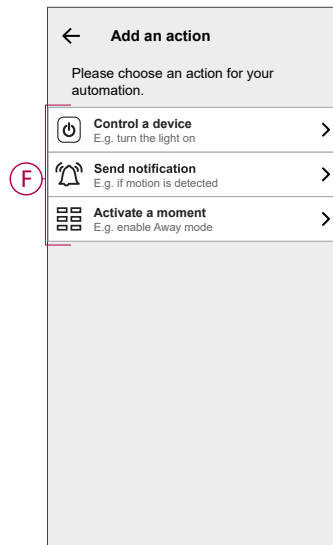 Add an action
Please choose an action for your
automation.
Control a device
E.g. turn the light on
F
Send notification
E.g. if motion is detected
Activate a moment
E.g. enable Away mode